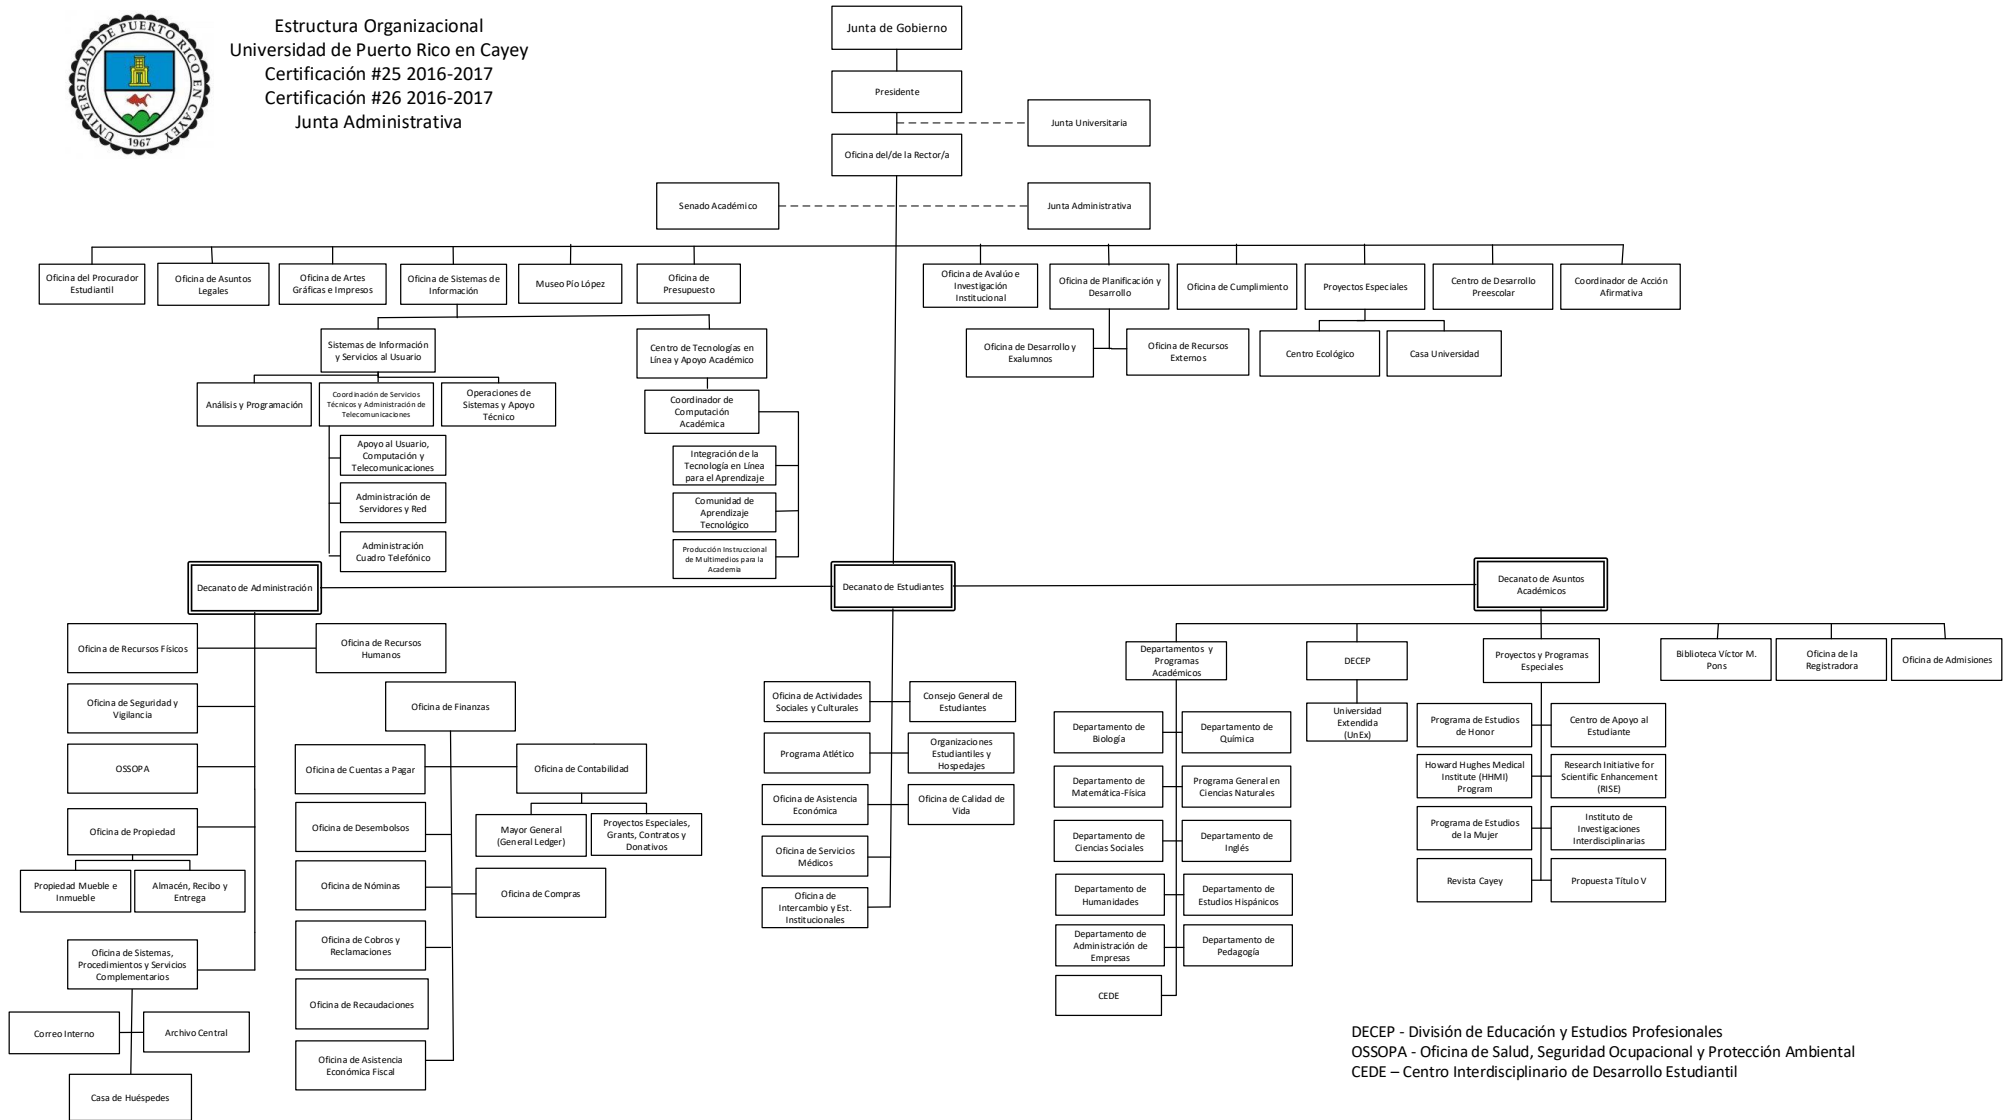 UNIVERSIDAD DE PUERTO RICO EN CAYEY
1967
Estructura Organizacional
Universidad de Puerto Rico en Cayey
Certificación #25 2016-2017
Certificación #26 2016-2017
Junta Administrativa
Junta de Gobierno
Presidente
Junta Universitaria
Oficina del/de la Rector/a
Senado Académico
Junta Administrativa
Oficina del Procurador
Estudiantil
Oficina de Asuntos
Legales
Oficina de Artes
Gráficas e Impresos
Oficina de Sistemas de
Información
Museo Pío López
Oficina de
Presupuesto
Oficina de Avalúo e
Investigación
Institucional
Oficina de Planificación y
Desarrollo
Oficina de Cumplimiento
Proyectos Especiales
Centro de Desarrollo
Preescolar
Coordinador de Acción
Afirmativa
Sistemas de Información
y Servicios al Usuario
Centro de Tecnologías en
Línea y Apoyo Académico
Oficina de Desarrollo y
Exalumnos
Oficina de Recursos
Externos
Centro Ecológico
Casa Universidad
Análisis y Programación
Coordinación de Servicios
Técnicos y Administración de
Telecomunicaciones
Operaciones de
Sistemas y Apoyo
Técnico
Coordinador de
Computación
Académica
Apoyo al Usuario,
Computación y
Telecomunicaciones
Administración de
Servidores y Red
Administración
Cuadro Telefónico
Integración de la
Tecnología en Línea
para el Aprendizaje
Comunidad de
Aprendizaje
Tecnológico
Producción Instruccional
de Multimedios para la
Academia
Decanato de Administración
Decanato de Estudiantes
Decanato de Asuntos
Académicos
Oficina de Recursos Físicos
Oficina de Recursos
Humanos
Oficina de Seguridad y
Vigilancia
OSSOPA
Oficina de Propiedad
Propiedad Mueble e
Inmueble
Almacén, Recibo y
Entrega
Oficina de Sistemas,
Procedimientos y Servicios
Complementarios
Correo Interno
Archivo Central
Casa de Huéspedes
Oficina de Finanzas
Oficina de Cuentas a Pagar
Oficina de Contabilidad
Mayor General
(General Ledger)
Proyectos Especiales,
Grants, Contratos y
Donativos
Oficina de Desembolsos
Oficina de Nóminas
Oficina de Compras
Oficina de Cobros y
Reclamaciones
Oficina de Recaudaciones
Oficina de Asistencia
Económica Fiscal
Oficina de Actividades
Sociales y Culturales
Consejo General de
Estudiantes
Programa Atlético
Organizaciones
Estudiantiles y
Hospedajes
Oficina de Asistencia
Económica
Oficina de Calidad de
Vida
Oficina de Servicios
Médicos
Oficina de
Intercambio y Est.
Institucionales
Departamentos y
Programas
Académicos
DECEP
Proyectos y Programas
Especiales
Biblioteca Víctor M.
Pons
Oficina de la
Registradora
Oficina de Admisiones
Universidad
Extendida
(UnEx)
Departamento de
Biología
Departamento de
Química
Departamento de
Matemática-Física
Programa General en
Ciencias Naturales
Departamento de
Ciencias Sociales
Departamento de
Inglés
Departamento de
Humanidades
Departamento de
Estudios Hispánicos
Departamento de
Administración de
Empresas
Departamento de
Pedagogía
CEDE
Programa de Estudios
de Honor
Centro de Apoyo al
Estudiante
Howard Hughes Medical
Institute (HHMI)
Program
Research Initiative for
Scientific Enhancement
(RISE)
Programa de Estudios
de la Mujer
Instituto de
Investigaciones
Interdisciplinarias
Revista Cayey
Propuesta Título V
DECEP - División de Educación y Estudios Profesionales
OSSOPA - Oficina de Salud, Seguridad Ocupacional y Protección Ambiental
CEDE – Centro Interdisciplinario de Desarrollo Estudiantil